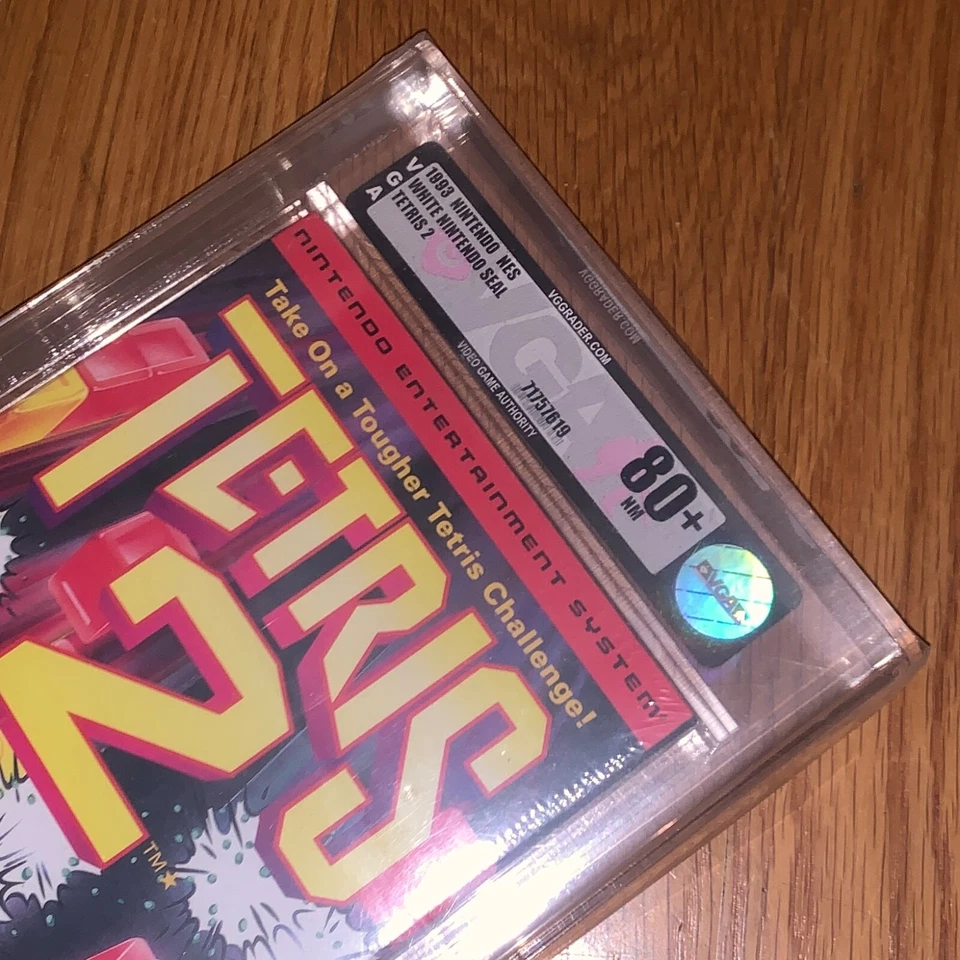 VGA
1993 NINTENDO NES
WHITE NINTENDO SEAL
TETRIS 2
VGGRADER.COM
VGA
71757619
VIDEO GAME AUTHORITY
80+
NM
VGA
NINTENDO ENTERTAINMENT SYSTEM
Take On a Tougher Tetris Challenge!
TETRIS
2
TM